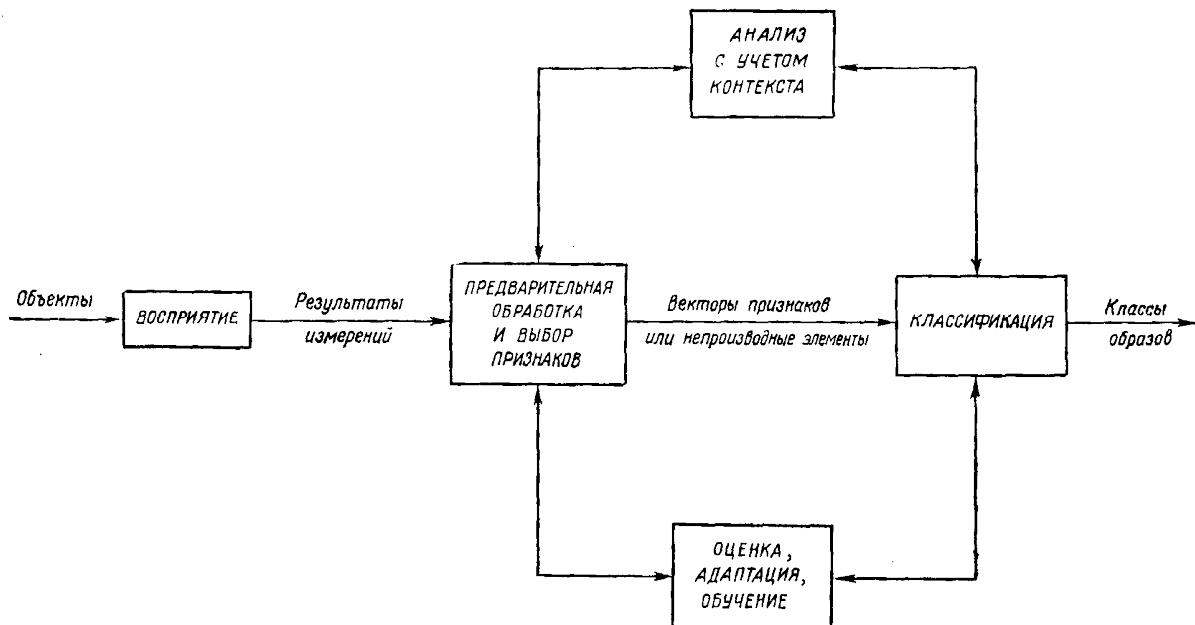 АНАЛИЗ
С УЧЕТОМ
КОНТЕКСТА
Объекты
ВОСПРИЯТИЕ
Результаты
измерений
ПРЕДВАРИТЕЛЬНАЯ
ОБРАБОТКА
И ВЫБОР
ПРИЗНАКОВ
Векторы признаков
или непроизводные элементы
КЛАССИФИКАЦИЯ
Классы
образов
ОЦЕНКА,
АДАПТАЦИЯ,
ОБУЧЕНИЕ